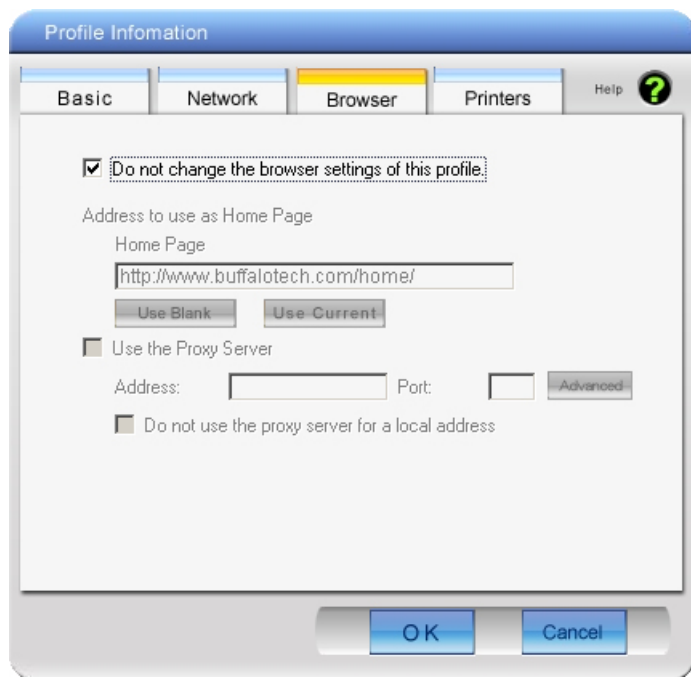 Profile Infomation
Basic Network Browser Printers Help ?
Do not change the browser settings of this profile.
Address to use as Home Page
Home Page
http://www.buffalotech.com/home/
Use Blank Use Current
Use the Proxy Server
Address: Port: Advanced
Do not use the proxy server for a local address
OK Cancel